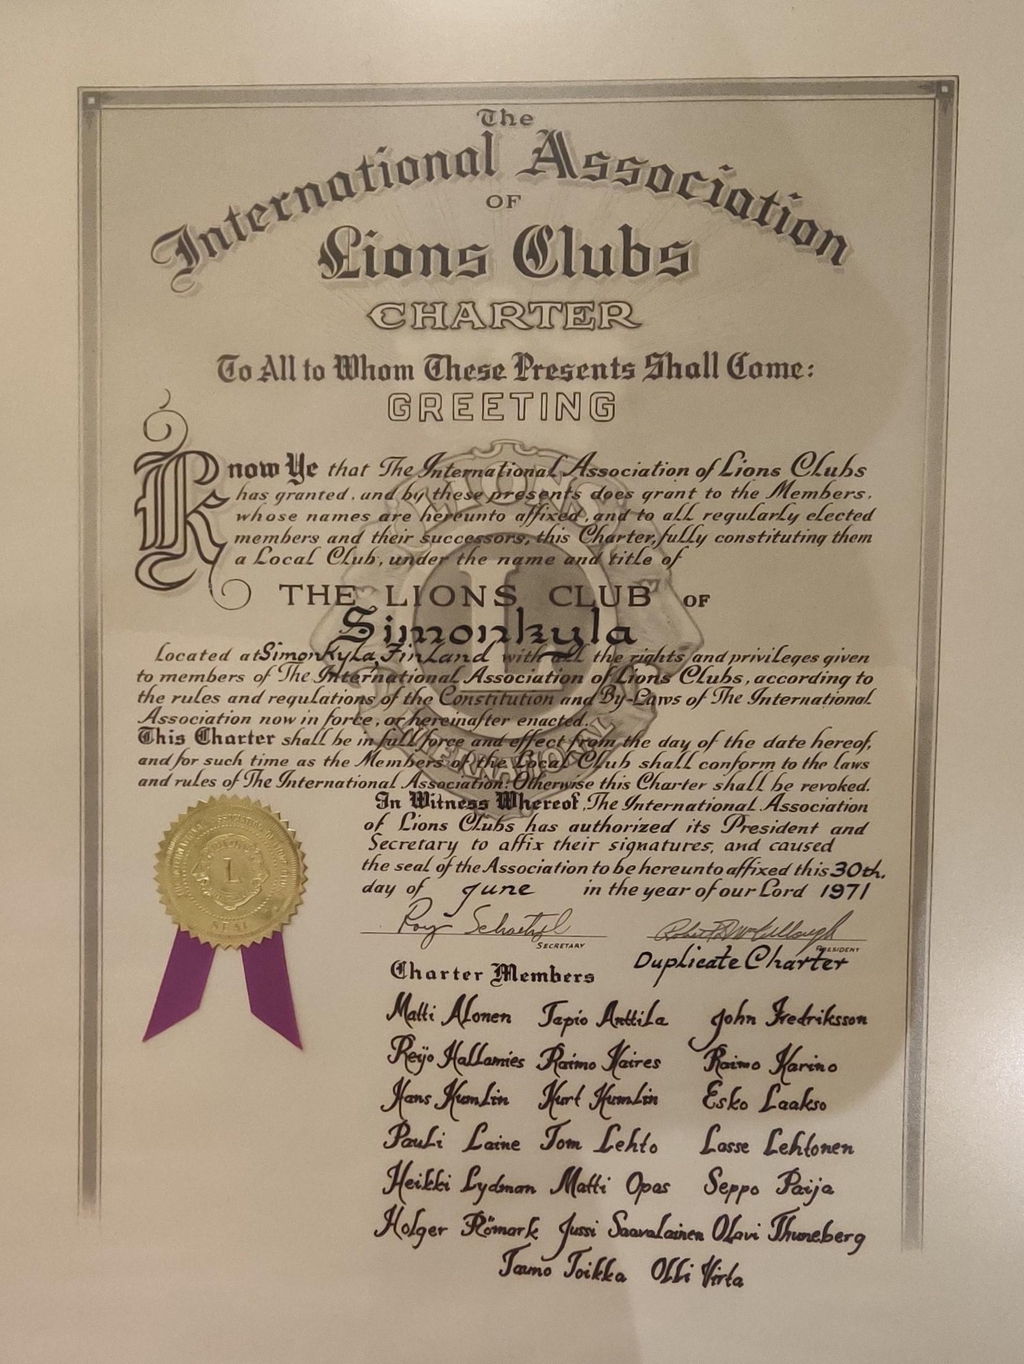 The
International Association
OF
Lions Clubs
CHARTER
To All to Whom These Presents Shall Come:
GREETING
Know Ye that The International Association of Lions Clubs
has granted, and by these presents does grant to the Members,
whose names are hereunto affixed, and to all regularly elected
members and their successors, this Charter, fully constituting them
a Local Club, under the name and title of
THE LIONS CLUB OF
Simonkyla
Located at Simonkyla, Finland with all the rights and privileges given
to members of The International Association of Lions Clubs, according to
the rules and regulations of the Constitution and By-Laws of The International
Association now in force, or hereinafter enacted.
This Charter shall be in full force and effect from the day of the date hereof,
and for such time as the Members of the Local Club shall conform to the laws
and rules of The International Association: Otherwise this Charter shall be revoked.
In Witness Whereof, The International Association
of Lions Clubs has authorized its President and
Secretary to affix their signatures, and caused
the seal of the Association to be hereunto affixed this 30th.
day of June in the year of our Lord 1971
Roy Schaetzel Robert D. McCullough
SECRETARY PRESIDENT
Duplicate Charter
Charter Members
Matti Alonen Tapio Anttila John Fredriksson
Reijo Hallamies Raimo Kaires Raimo Karino
Hans Kumlin Kurt Kumlin Esko Laakso
Pauli Laine Tom Lehto Lasse Lehtonen
Heikki Lydman Matti Opas Seppo Paija
Holger Römark Jussi Saavalainen Olavi Thuneberg
Taimo Toikka Olli Virta
LIONS
L
INTERNATIONAL
L
SEAL